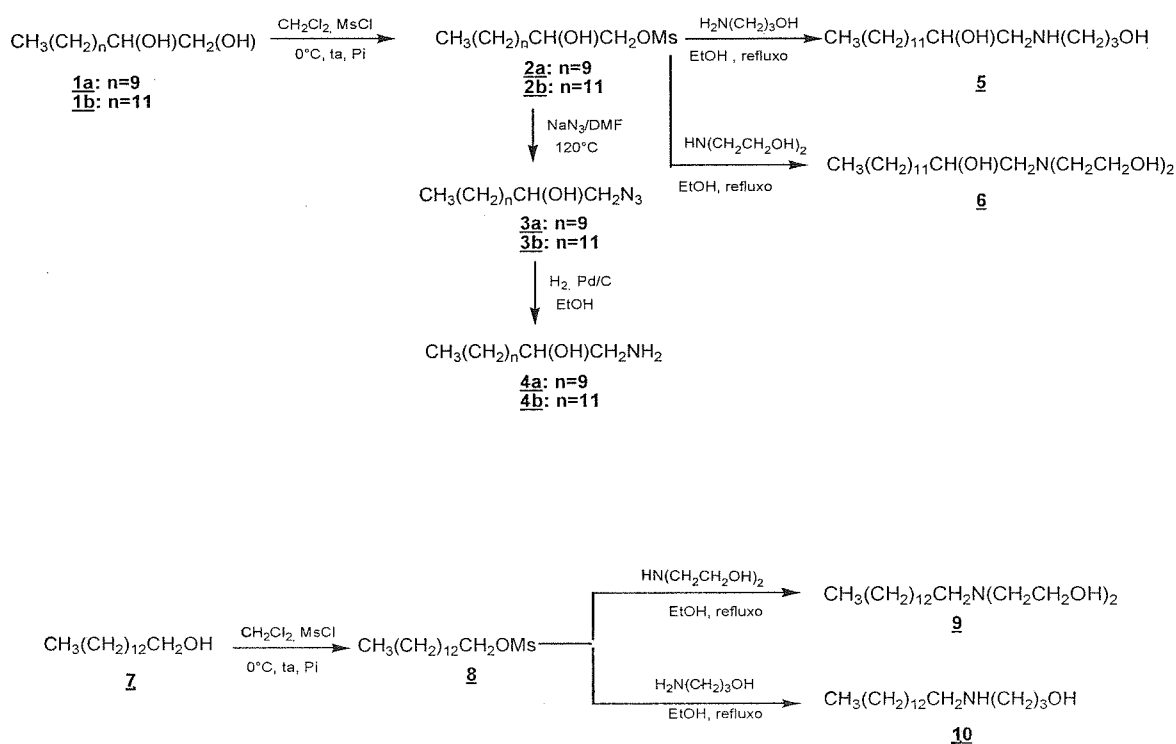 CH3(CH2)nCH(OH)CH2(OH)
1a: n=9
1b: n=11
CH2Cl2, MsCl
0°C, ta, Pi
CH3(CH2)nCH(OH)CH2OMs
2a: n=9
2b: n=11
H2N(CH2)3OH
EtOH , refluxo
CH3(CH2)11CH(OH)CH2NH(CH2)3OH
5
HN(CH2CH2OH)2
EtOH, refluxo
CH3(CH2)11CH(OH)CH2N(CH2CH2OH)2
6
NaN3/DMF
120°C
CH3(CH2)nCH(OH)CH2N3
3a: n=9
3b: n=11
H2, Pd/C
EtOH
CH3(CH2)nCH(OH)CH2NH2
4a: n=9
4b: n=11
CH3(CH2)12CH2OH
7
CH2Cl2, MsCl
0°C, ta, Pi
CH3(CH2)12CH2OMs
8
HN(CH2CH2OH)2
EtOH, refluxo
CH3(CH2)12CH2N(CH2CH2OH)2
9
H2N(CH2)3OH
EtOH, refluxo
CH3(CH2)12CH2NH(CH2)3OH
10